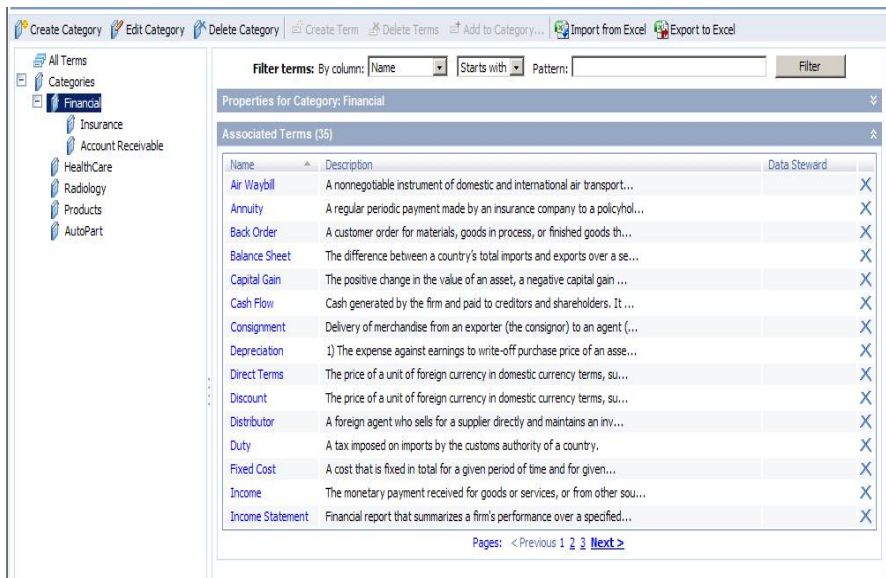 Create Category Edit Category Delete Category Create Term Delete Terms Add to Category... Import from Excel Export to Excel
All Terms
Categories
Financial
Insurance
Account Receivable
HealthCare
Radiology
Products
AutoPart
Filter terms: By column: Name Starts with Pattern: Filter
Properties for Category: Financial
Associated Terms (35)
Name Description Data Steward
Air Waybill A nonnegotiable instrument of domestic and international air transport...
Annuity A regular periodic payment made by an insurance company to a policyhol...
Back Order A customer order for materials, goods in process, or finished goods th...
Balance Sheet The difference between a country's total imports and exports over a se...
Capital Gain The positive change in the value of an asset, a negative capital gain ...
Cash Flow Cash generated by the firm and paid to creditors and shareholders. It ...
Consignment Delivery of merchandise from an exporter (the consignor) to an agent (...
Depreciation 1) The expense against earnings to write-off purchase price of an asse...
Direct Terms The price of a unit of foreign currency in domestic currency terms, su...
Discount The price of a unit of foreign currency in domestic currency terms, su...
Distributor A foreign agent who sells for a supplier directly and maintains an inv...
Duty A tax imposed on imports by the customs authority of a country.
Fixed Cost A cost that is fixed in total for a given period of time and for given...
Income The monetary payment received for goods or services, or from other sou...
Income Statement Financial report that summarizes a firm's performance over a specified...
Pages: < Previous 1 2 3 Next >